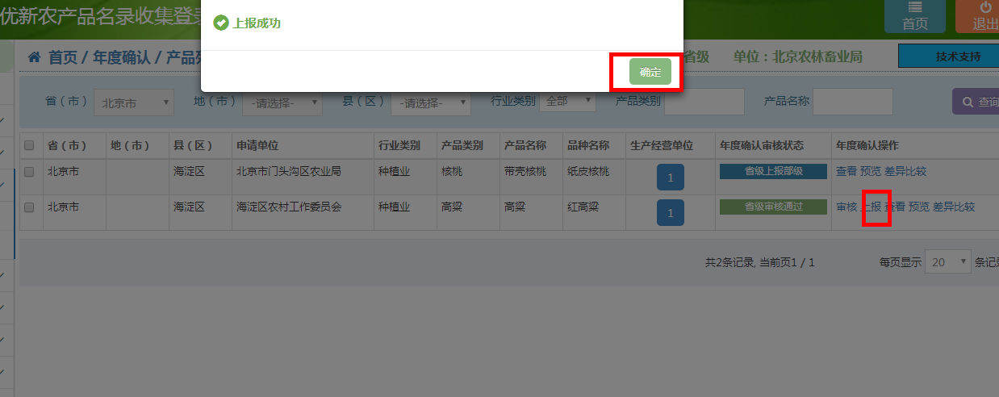 优新农产品名录收集登录
上报成功
首页
退出
首页 / 年度确认 / 产品列
省级
单位：北京农林畜业局
技术支持
确定
省（市） 北京市 地（市） -请选择- 县（区） -请选择- 行业类别 全部 产品类别 产品名称 查询
省（市） 地（市） 县（区） 申请单位 行业类别 产品类别 产品名称 品种名称 生产经营单位 年度确认审核状态 年度确认操作
北京市 海淀区 北京市门头沟区农业局 种植业 核桃 带壳核桃 纸皮核桃 1 省级上报部级 查看 预览 差异比较
北京市 海淀区 海淀区农村工作委员会 种植业 高粱 高粱 红高粱 1 省级审核通过 审核 上报 查看 预览 差异比较
共2条记录, 当前页1 / 1 每页显示 20 条记录